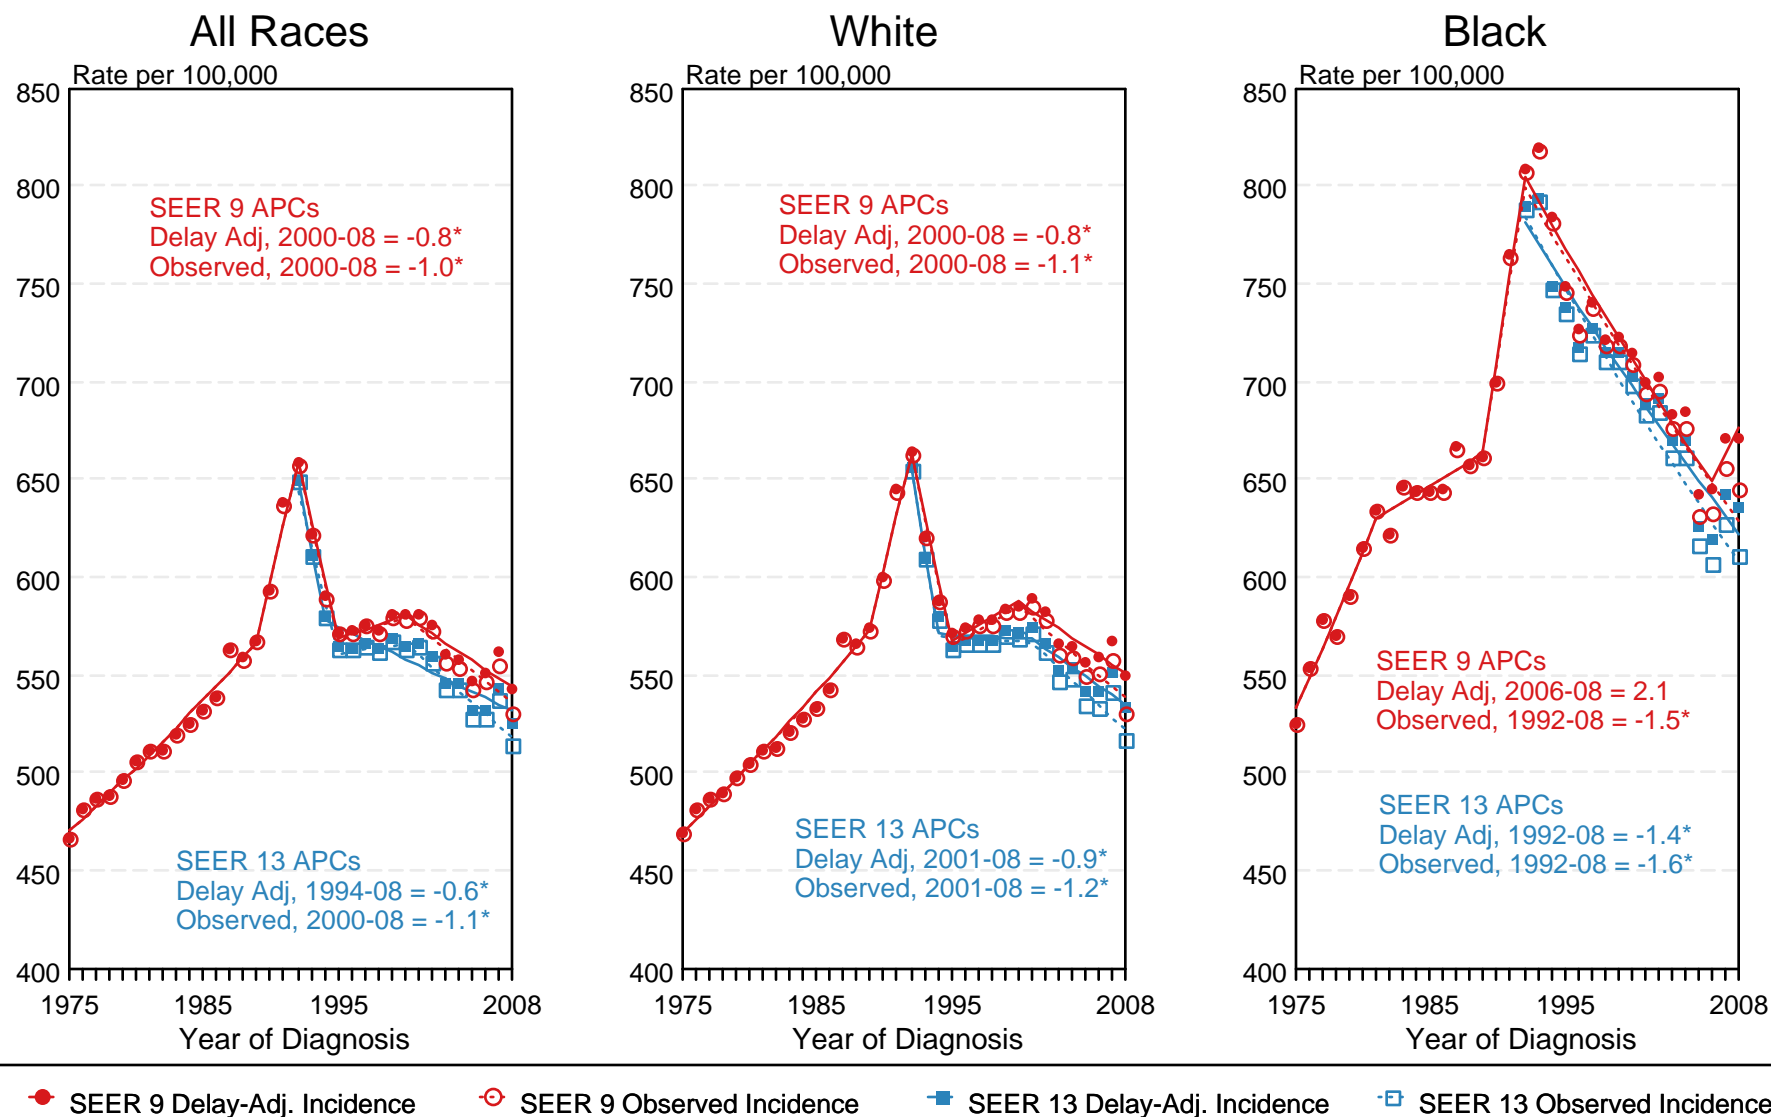 All Races
Rate per 100,000
850
800
750
700
650
600
550
500
450
400
SEER 9 APCs
Delay Adj, 2000-08 = -0.8*
Observed, 2000-08 = -1.0*
SEER 13 APCs
Delay Adj, 1994-08 = -0.6*
Observed, 2000-08 = -1.1*
1975 1985 1995 2008
Year of Diagnosis
White
Rate per 100,000
850
800
750
700
650
600
550
500
450
400
SEER 9 APCs
Delay Adj, 2000-08 = -0.8*
Observed, 2000-08 = -1.1*
SEER 13 APCs
Delay Adj, 2001-08 = -0.9*
Observed, 2001-08 = -1.2*
1975 1985 1995 2008
Year of Diagnosis
Black
Rate per 100,000
850
800
750
700
650
600
550
500
450
400
SEER 9 APCs
Delay Adj, 2006-08 = 2.1
Observed, 1992-08 = -1.5*
SEER 13 APCs
Delay Adj, 1992-08 = -1.4*
Observed, 1992-08 = -1.6*
1975 1985 1995 2008
Year of Diagnosis
SEER 9 Delay-Adj. Incidence SEER 9 Observed Incidence SEER 13 Delay-Adj. Incidence SEER 13 Observed Incidence